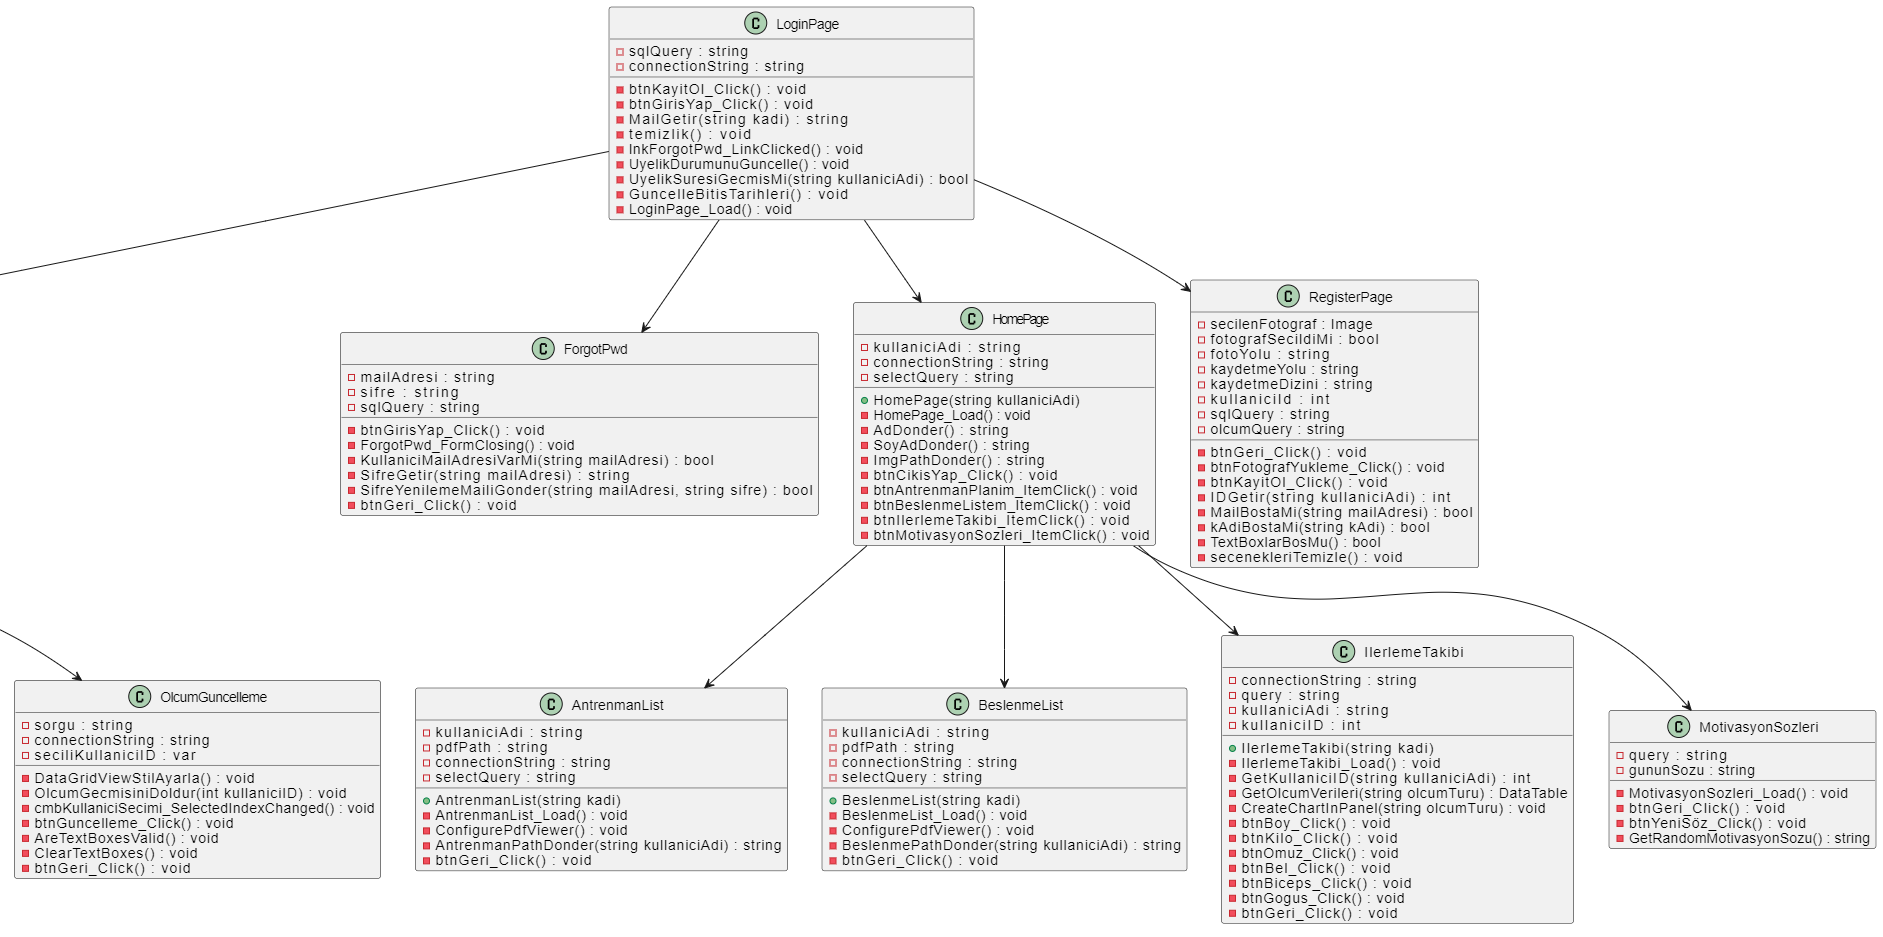 C LoginPage
sqlQuery : string
connectionString : string
btnKayitOl_Click() : void
btnGirisYap_Click() : void
MailGetir(string kadi) : string
temizlik() : void
lnkForgotPwd_LinkClicked() : void
UyelikDurumunuGuncelle() : void
UyelikSuresiGecmisMi(string kullaniciAdi) : bool
GuncelleBitisTarihleri() : void
LoginPage_Load() : void
C ForgotPwd
mailAdresi : string
sifre : string
sqlQuery : string
btnGirisYap_Click() : void
ForgotPwd_FormClosing() : void
KullaniciMailAdresiVarMi(string mailAdresi) : bool
SifreGetir(string mailAdresi) : string
SifreYenilemeMailiGonder(string mailAdresi, string sifre) : bool
btnGeri_Click() : void
C HomePage
kullaniciAdi : string
connectionString : string
selectQuery : string
HomePage(string kullaniciAdi)
HomePage_Load() : void
AdDonder() : string
SoyAdDonder() : string
ImgPathDonder() : string
btnCikisYap_Click() : void
btnAntrenmanPlanim_ItemClick() : void
btnBeslenmeListem_ItemClick() : void
btnIlerlemeTakibi_ItemClick() : void
btnMotivasyonSozleri_ItemClick() : void
C RegisterPage
secilenFotograf : Image
fotografSecildiMi : bool
fotoYolu : string
kaydetmeYolu : string
kaydetmeDizini : string
kullaniciId : int
sqlQuery : string
olcumQuery : string
btnGeri_Click() : void
btnFotografYukleme_Click() : void
btnKayitOl_Click() : void
IDGetir(string kullaniciAdi) : int
MailBostaMi(string mailAdresi) : bool
kAdiBostaMi(string kAdi) : bool
TextBoxlarBosMu() : bool
secenekleriTemizle() : void
C OlcumGuncelleme
sorgu : string
connectionString : string
seciliKullaniciID : var
DataGridViewStilAyarla() : void
OlcumGecmisiniDoldur(int kullaniciID) : void
cmbKullaniciSecimi_SelectedIndexChanged() : void
btnGuncelleme_Click() : void
AreTextBoxesValid() : void
ClearTextBoxes() : void
btnGeri_Click() : void
C AntrenmanList
kullaniciAdi : string
pdfPath : string
connectionString : string
selectQuery : string
AntrenmanList(string kadi)
AntrenmanList_Load() : void
ConfigurePdfViewer() : void
AntrenmanPathDonder(string kullaniciAdi) : string
btnGeri_Click() : void
C BeslenmeList
kullaniciAdi : string
pdfPath : string
connectionString : string
selectQuery : string
BeslenmeList(string kadi)
BeslenmeList_Load() : void
ConfigurePdfViewer() : void
BeslenmePathDonder(string kullaniciAdi) : string
btnGeri_Click() : void
C IlerlemeTakibi
connectionString : string
query : string
kullaniciAdi : string
kullaniciID : int
IlerlemeTakibi(string kadi)
IlerlemeTakibi_Load() : void
GetKullaniciID(string kullaniciAdi) : int
GetOlcumVerileri(string olcumTuru) : DataTable
CreateChartInPanel(string olcumTuru) : void
btnBoy_Click() : void
btnKilo_Click() : void
btnOmuz_Click() : void
btnBel_Click() : void
btnBiceps_Click() : void
btnGogus_Click() : void
btnGeri_Click() : void
C MotivasyonSozleri
query : string
gununSozu : string
MotivasyonSozleri_Load() : void
btnGeri_Click() : void
btnYeniSöz_Click() : void
GetRandomMotivasyonSozu() : string